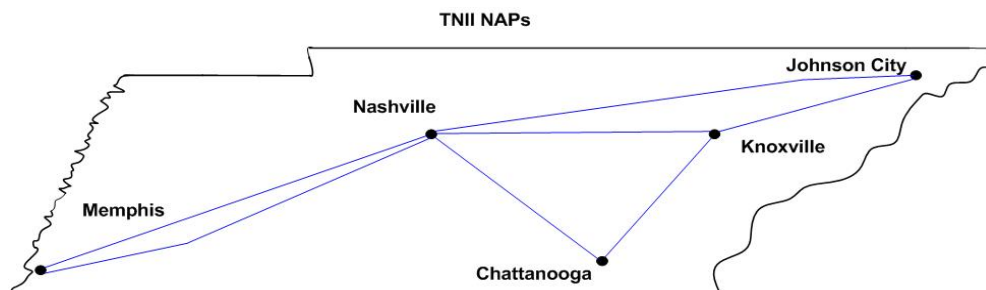 TNII NAPs
Johnson City
Nashville
Knoxville
Memphis
Chattanooga